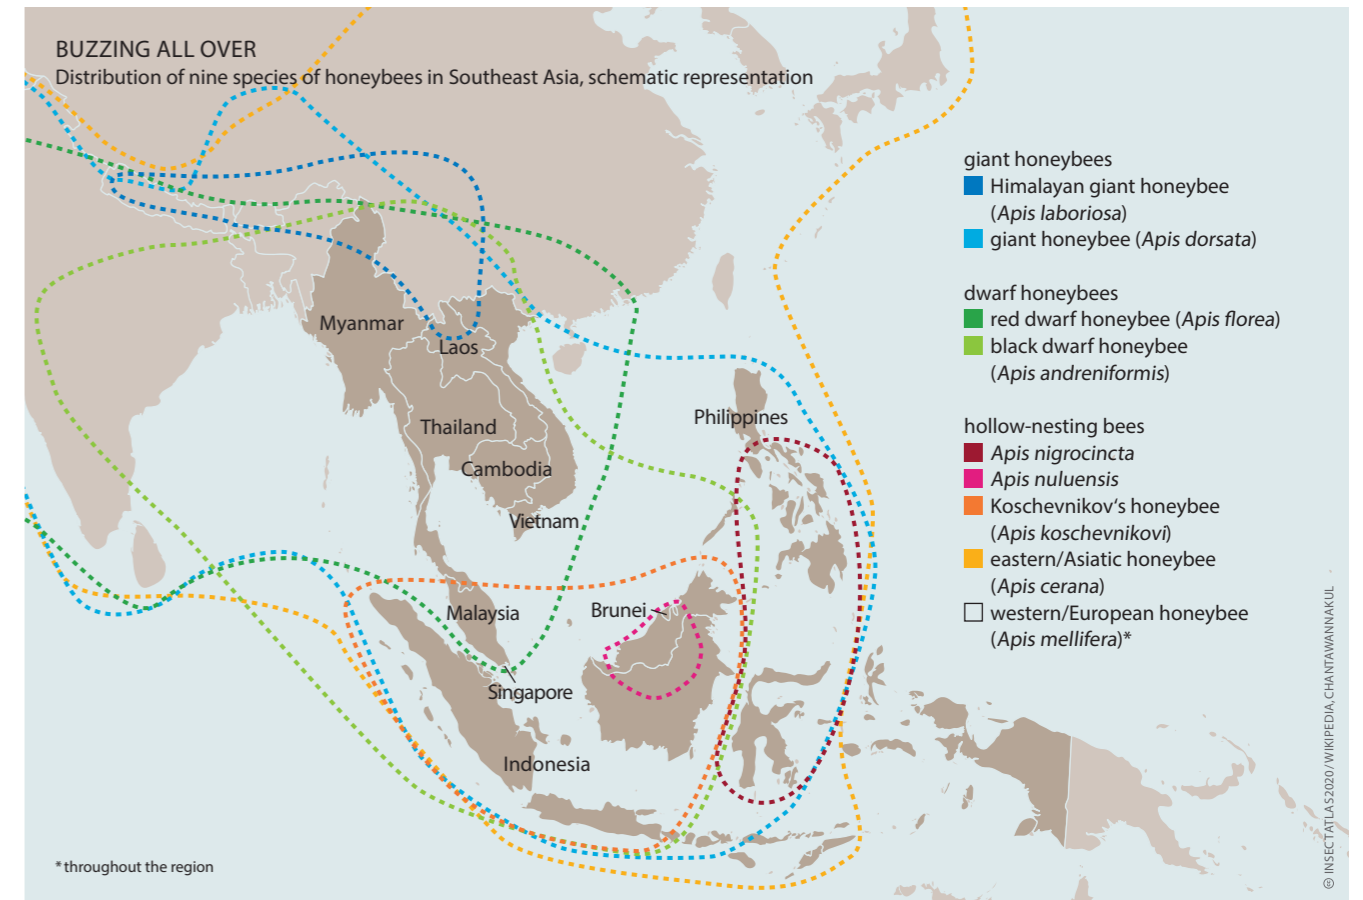 BUZZING ALL OVER
Distribution of nine species of honeybees in Southeast Asia, schematic representation
giant honeybees
Himalayan giant honeybee
(Apis laboriosa)
giant honeybee (Apis dorsata)
dwarf honeybees
red dwarf honeybee (Apis florea)
black dwarf honeybee
(Apis andreniformis)
hollow-nesting bees
Apis nigrocincta
Apis nuluensis
Koschevnikov‘s honeybee
(Apis koschevnikovi)
eastern/Asiatic honeybee
(Apis cerana)
western/European honeybee
(Apis mellifera)*
Myanmar
Laos
Thailand
Philippines
Cambodia
Vietnam
Malaysia
Brunei
Singapore
Indonesia
* throughout the region
© INSECT ATLAS 2020 / WIKIPEDIA, CHANTAWANNAKUL